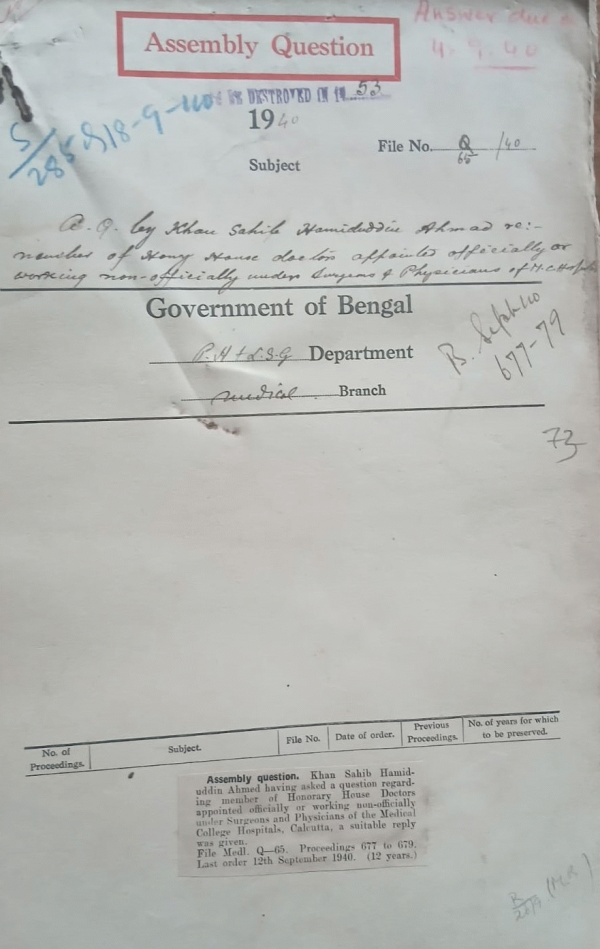 Answer due
4.9.40
Assembly Question
BE DESTROYED IN 19 53
S/285 18-9-40
1940
File No. Q/65 /40
Subject
A. Q. by Khan Sahib Hamiduddin Ahmad re:-
number of Hony House doctors appointed officially or
working non-officially under Surgeons & Physicians of M.C. Hospitals
Government of Bengal
P.H & L.S.G Department
Medical Branch
B. Sept 40
677-79
73
No. of Proceedings.
Subject.
File No.
Date of order.
Previous Proceedings.
No. of years for which to be preserved.
Assembly question. Khan Sahib Hamid-
uddin Ahmed having asked a question regard-
ing member of Honorary House Doctors
appointed officially or working non-officially
under Surgeons and Physicians of the Medical
College Hospitals, Calcutta, a suitable reply
was given.
File Medl. Q—65. Proceedings 677 to 679.
Last order 12th September 1940. (12 years.)